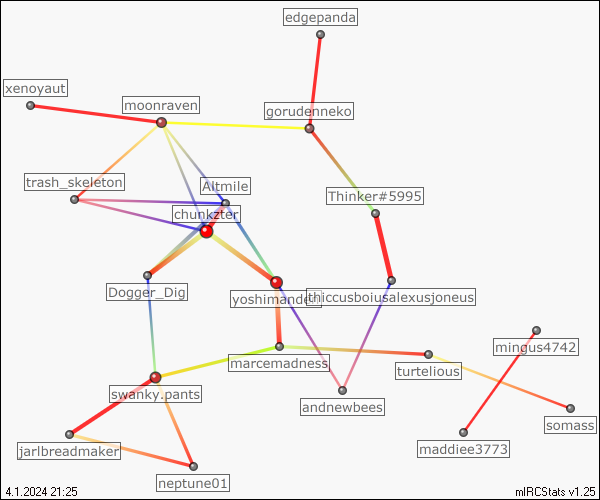 edgepanda
xenoyaut
moonraven
gorudenneko
trash_skeleton
Altmile
Thinker#5995
chunkzter
Dogger_Dig
thiccusboiusalexusjoneus
mingus4742
marcemadness
turtelious
swanky.pants
andnewbees
somass
jarlbreadmaker
maddiee3773
neptune01
4.1.2024 21:25
mIRCStats v1.25